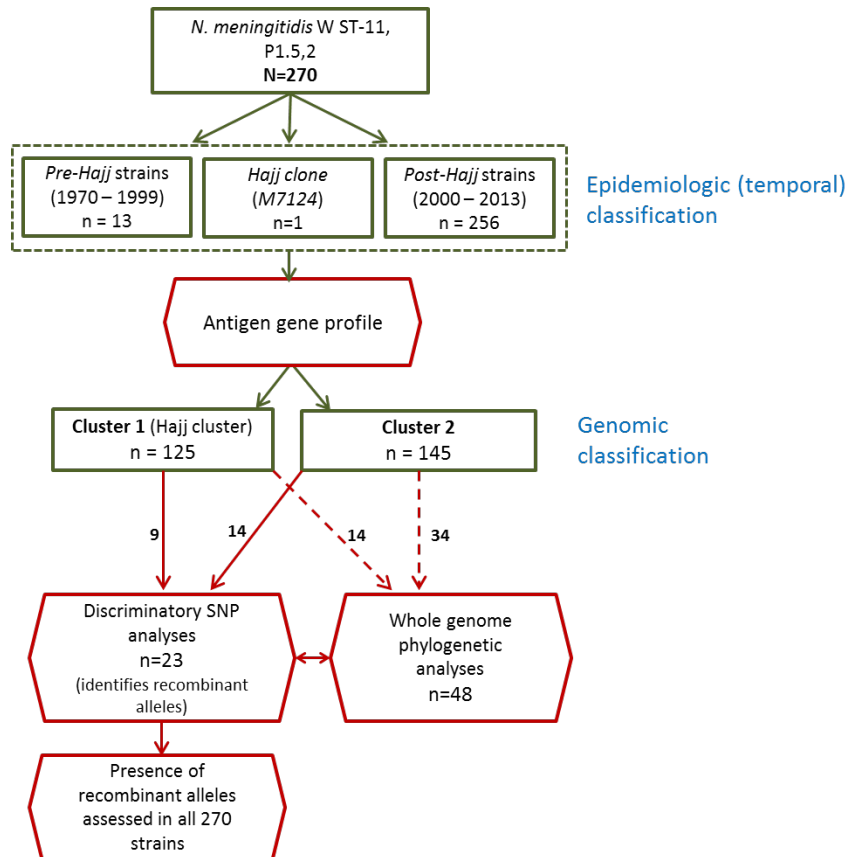 N. meningitidis W ST-11,
P1.5,2
N=270
Pre-Hajj strains
(1970 – 1999)
n = 13
Hajj clone
(M7124)
n=1
Post-Hajj strains
(2000 – 2013)
n = 256
Epidemiologic (temporal)
classification
Antigen gene profile
Cluster 1 (Hajj cluster)
n = 125
Cluster 2
n = 145
Genomic
classification
9
14
14
34
Discriminatory SNP
analyses
n=23
(identifies recombinant
alleles)
Whole genome
phylogenetic
analyses
n=48
Presence of
recombinant alleles
assessed in all 270
strains